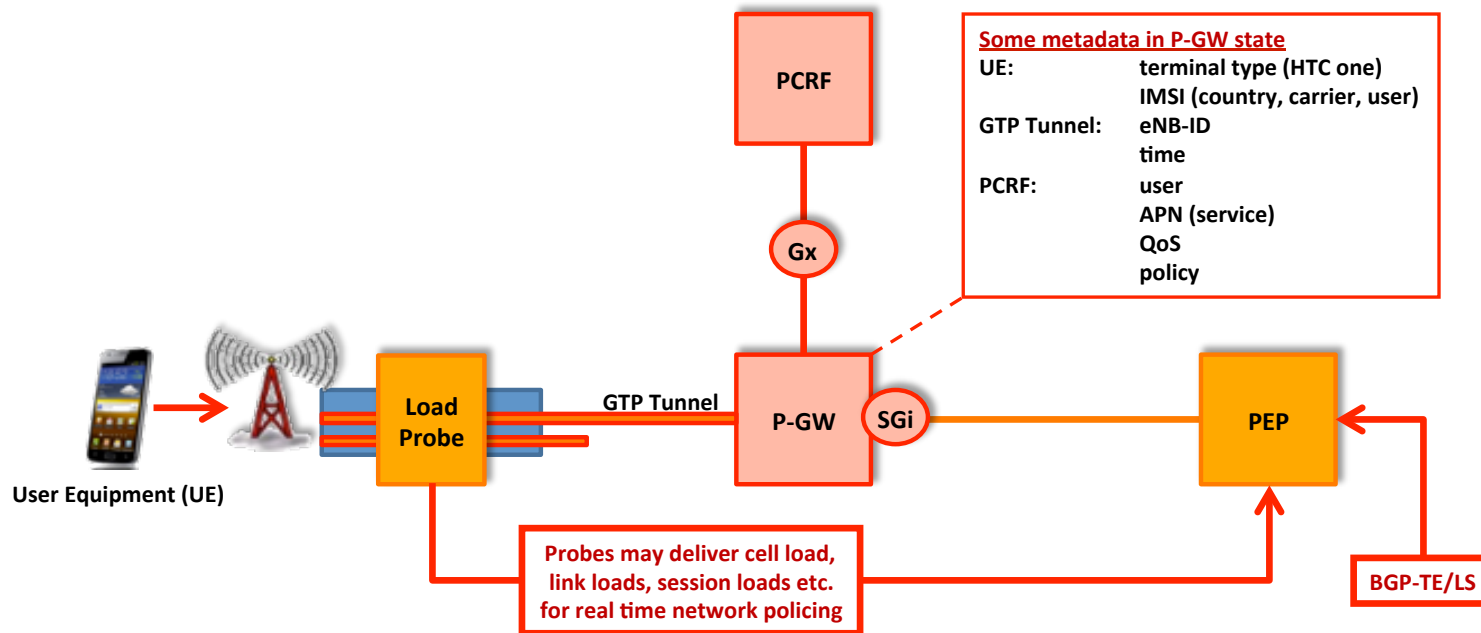 Some metadata in P-GW state
UE: terminal type (HTC one)
IMSI (country, carrier, user)
GTP Tunnel: eNB-ID
time
PCRF: user
APN (service)
QoS
policy
PCRF
Gx
Load
Probe
GTP Tunnel
P-GW
SGi
PEP
User Equipment (UE)
Probes may deliver cell load,
link loads, session loads etc.
for real time network policing
BGP-TE/LS